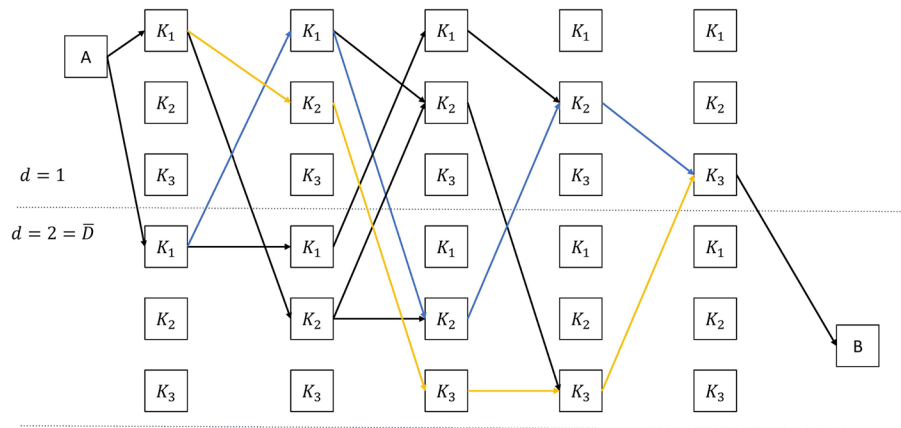 K₁ K₁ K₁ K₁ K₁
A
K₂ K₂ K₂ K₂ K₂
d = 1 K₃ K₃ K₃ K₃ K₃
d = 2 = D̅ K₁ K₁ K₁ K₁ K₁
K₂ K₂ K₂ K₂ K₂
B
K₃ K₃ K₃ K₃ K₃